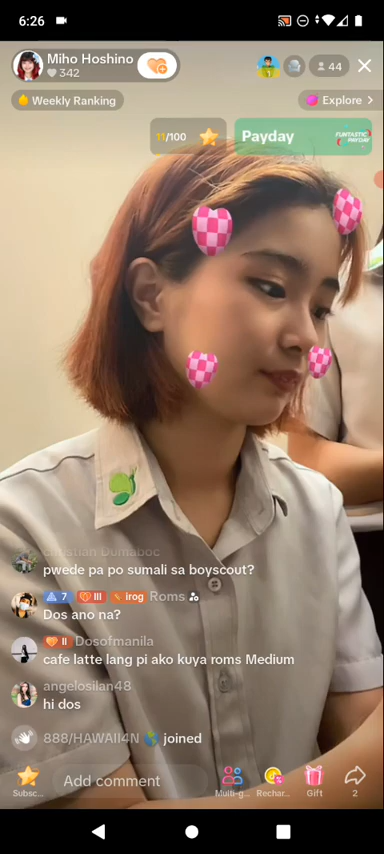 6:26
Miho Hoshino
342
44
Weekly Ranking
Explore
11/100
Payday
FUNTASTIC PAYDAY
Christian Dumaboc
pwede pa po sumali sa boyscout?
7 III irog Roms
Dos ano na?
II Dosofmanila
cafe latte lang pi ako kuya roms Medium
angelosilan48
hi dos
888/HAWAII4N joined
Subsc...
Add comment
Multi-g...
Rechar...
Gift
2